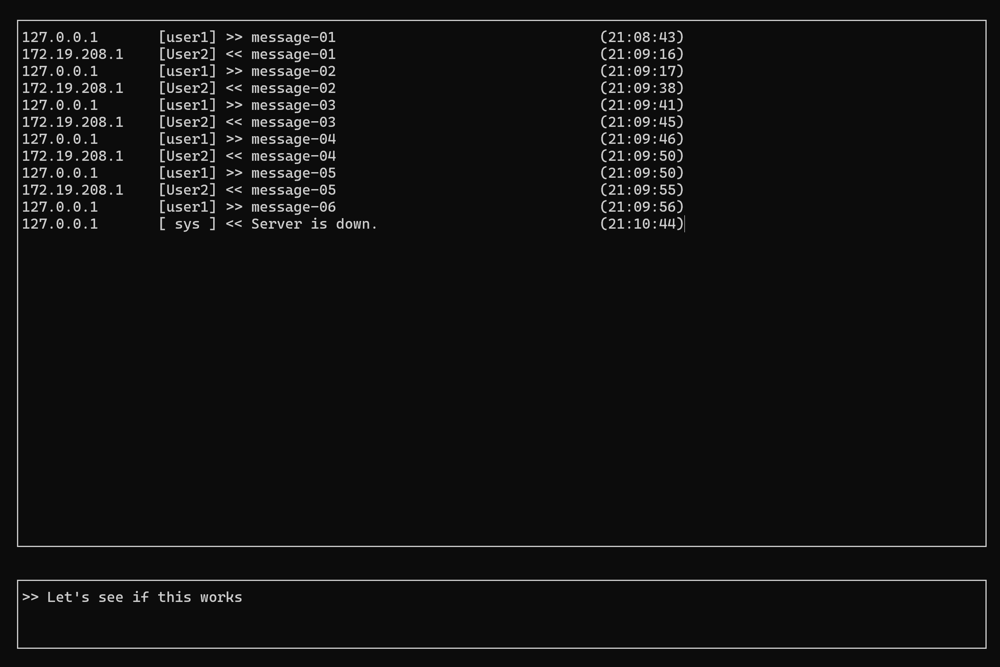 127.0.0.1 [user1] >> message-01 (21:08:43)
172.19.208.1 [User2] << message-01 (21:09:16)
127.0.0.1 [user1] >> message-02 (21:09:17)
172.19.208.1 [User2] << message-02 (21:09:38)
127.0.0.1 [user1] >> message-03 (21:09:41)
172.19.208.1 [User2] << message-03 (21:09:45)
127.0.0.1 [user1] >> message-04 (21:09:46)
172.19.208.1 [User2] << message-04 (21:09:50)
127.0.0.1 [user1] >> message-05 (21:09:50)
172.19.208.1 [User2] << message-05 (21:09:55)
127.0.0.1 [user1] >> message-06 (21:09:56)
127.0.0.1 [ sys ] << Server is down. (21:10:44)
>> Let's see if this works